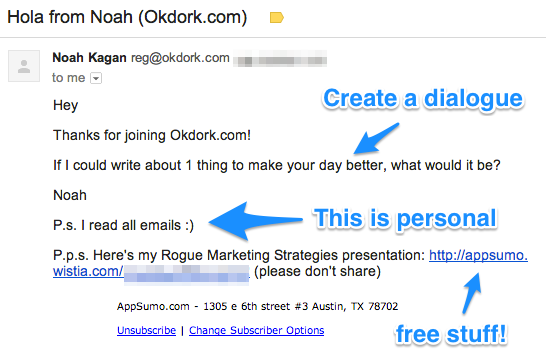 Hola from Noah (Okdork.com)
Noah Kagan reg@okdork.com
to me
Create a dialogue
Hey
Thanks for joining Okdork.com!
If I could write about 1 thing to make your day better, what would it be?
Noah
This is personal
P.s. I read all emails :)
P.p.s. Here's my Rogue Marketing Strategies presentation: http://appsumo.
wistia.com/ (please don't share)
AppSumo.com - 1305 e 6th street #3 Austin, TX 78702
Unsubscribe | Change Subscriber Options
free stuff!